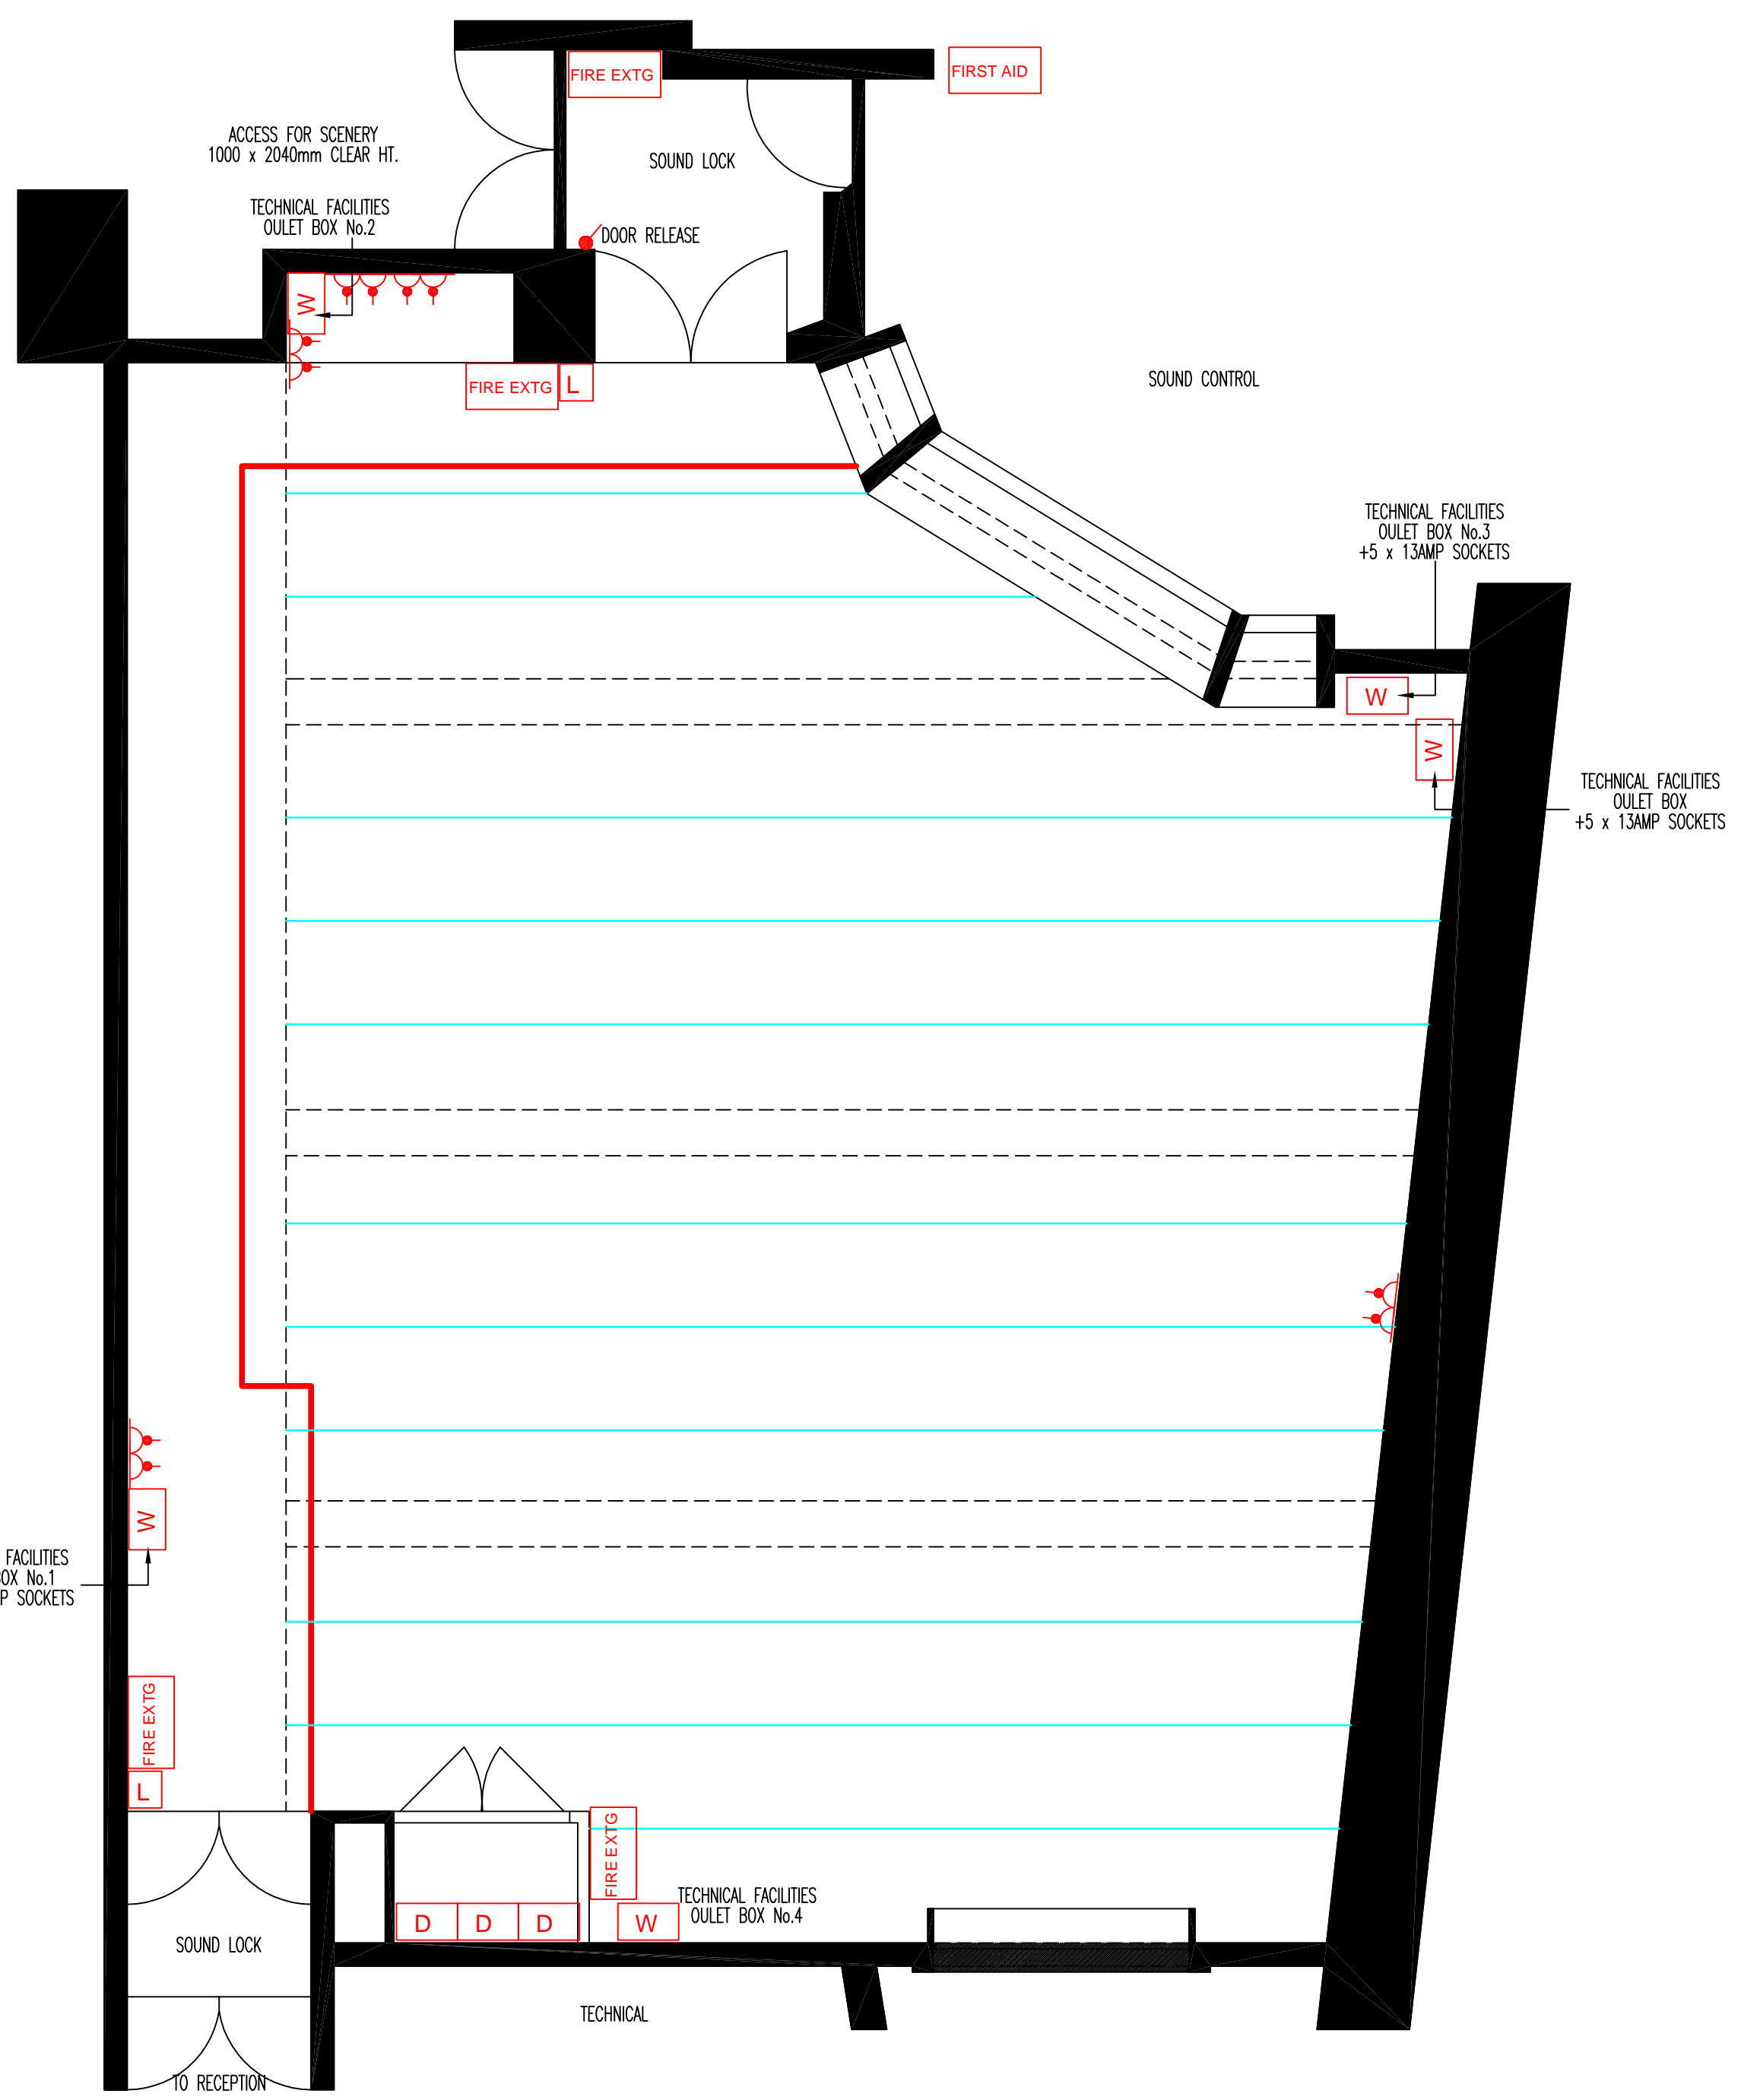 FIRE EXTG
FIRST AID
ACCESS FOR SCENERY
1000 x 2040mm CLEAR HT.
SOUND LOCK
TECHNICAL FACILITIES
OULET BOX No.2
DOOR RELEASE
W
FIRE EXTG
L
SOUND CONTROL
TECHNICAL FACILITIES
OULET BOX No.3
+5 x 13AMP SOCKETS
W
W
TECHNICAL FACILITIES
OULET BOX
+5 x 13AMP SOCKETS
W
FACILITIES
BOX No.1
P SOCKETS
FIRE EXTG
L
FIRE EXTG
TECHNICAL FACILITIES
OULET BOX No.4
D D D
W
SOUND LOCK
TECHNICAL
TO RECEPTION